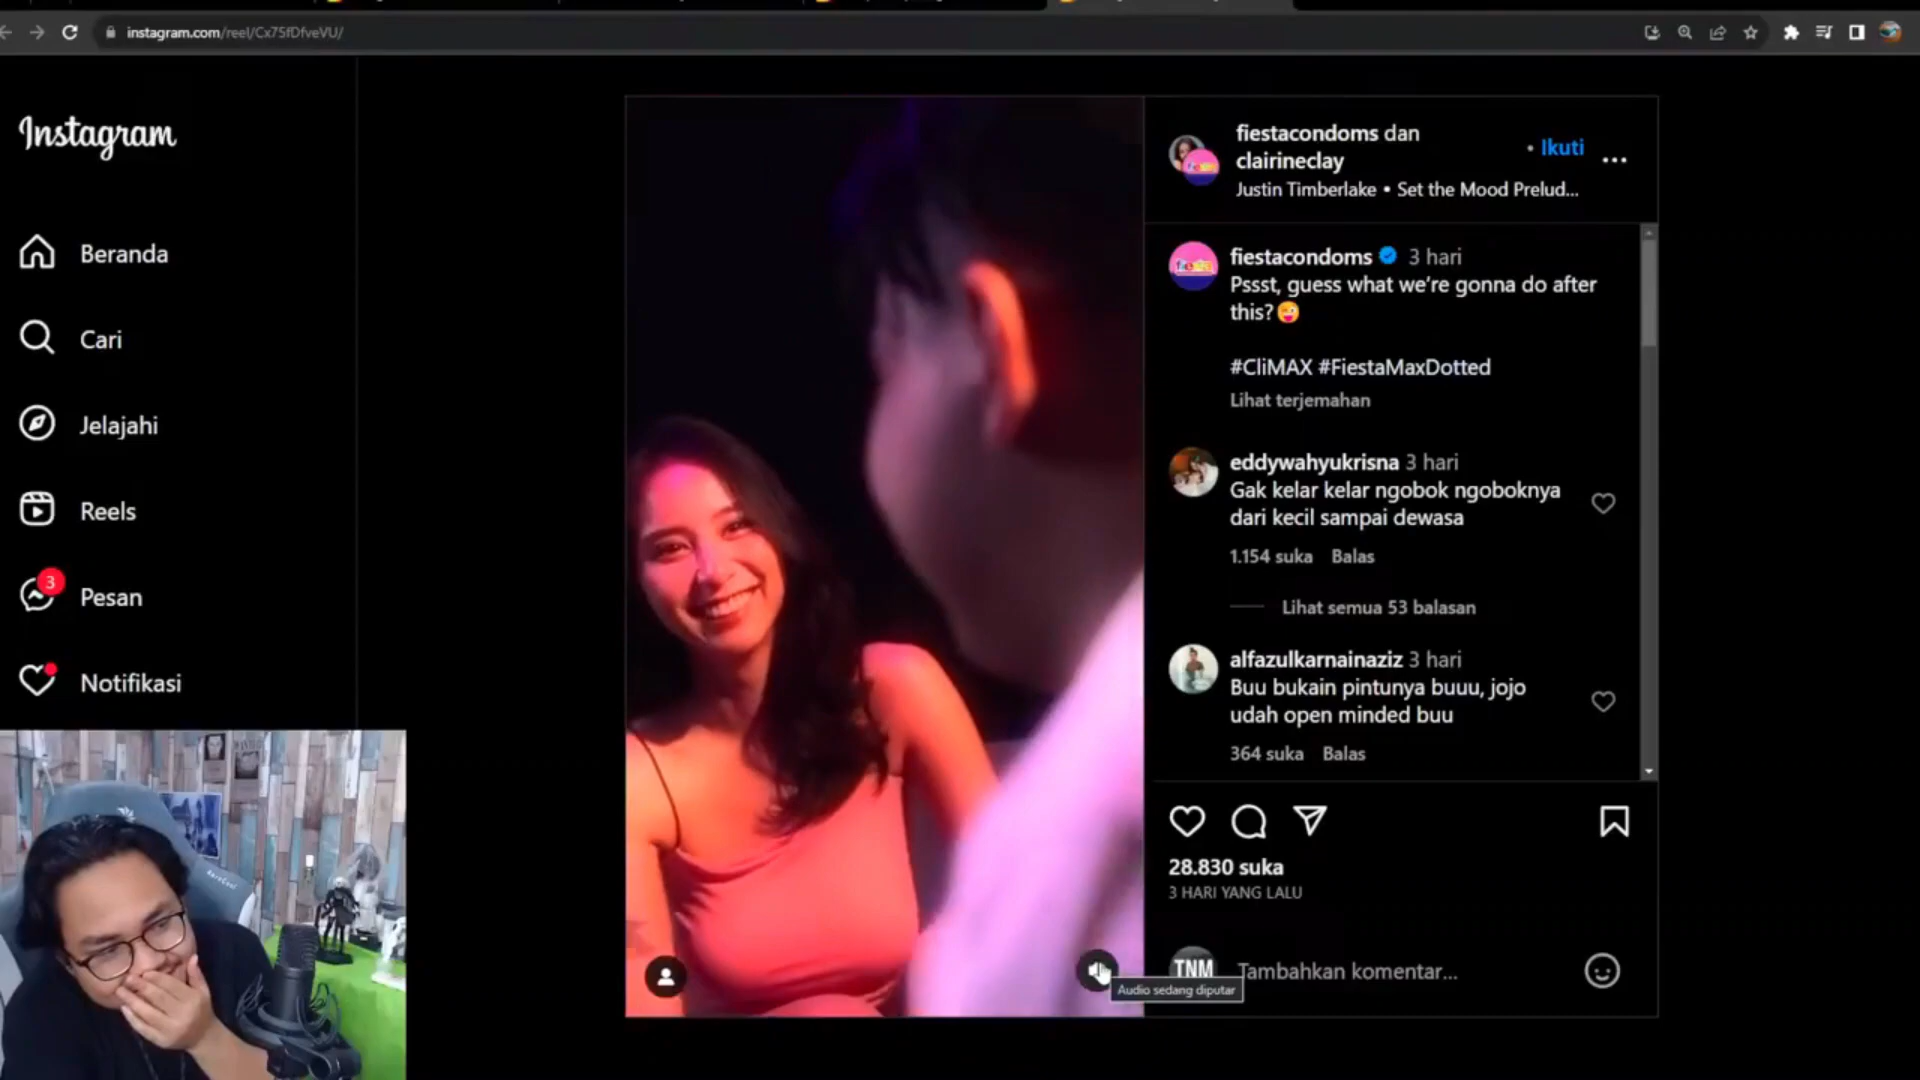 instagram.com/reel/Cx75fDfveVU/
Instagram
Beranda
Cari
Jelajahi
Reels
3
Pesan
Notifikasi
fiestacondoms dan
clairineclay
• Ikuti
Justin Timberlake • Set the Mood Prelud...
fiestacondoms 3 hari
Pssst, guess what we’re gonna do after
this?😜
#CliMAX #FiestaMaxDotted
Lihat terjemahan
eddywahyukrisna 3 hari
Gak kelar kelar ngobok ngoboknya
dari kecil sampai dewasa
1.154 suka Balas
Lihat semua 53 balasan
alfazulkarnainaziz 3 hari
Buu bukain pintunya buuu, jojo
udah open minded buu
364 suka Balas
28.830 suka
3 HARI YANG LALU
TNM
Tambahkan komentar...
Audio sedang diputar